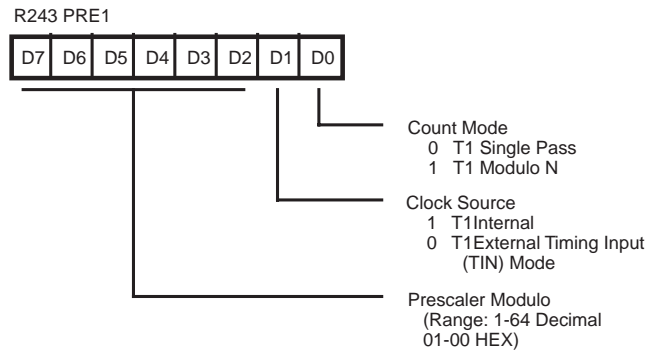 R243 PRE1
D7 D6 D5 D4 D3 D2 D1 D0
Count Mode
0 T1 Single Pass
1 T1 Modulo N
Clock Source
1 T1Internal
0 T1External Timing Input
(TIN) Mode
Prescaler Modulo
(Range: 1-64 Decimal
01-00 HEX)